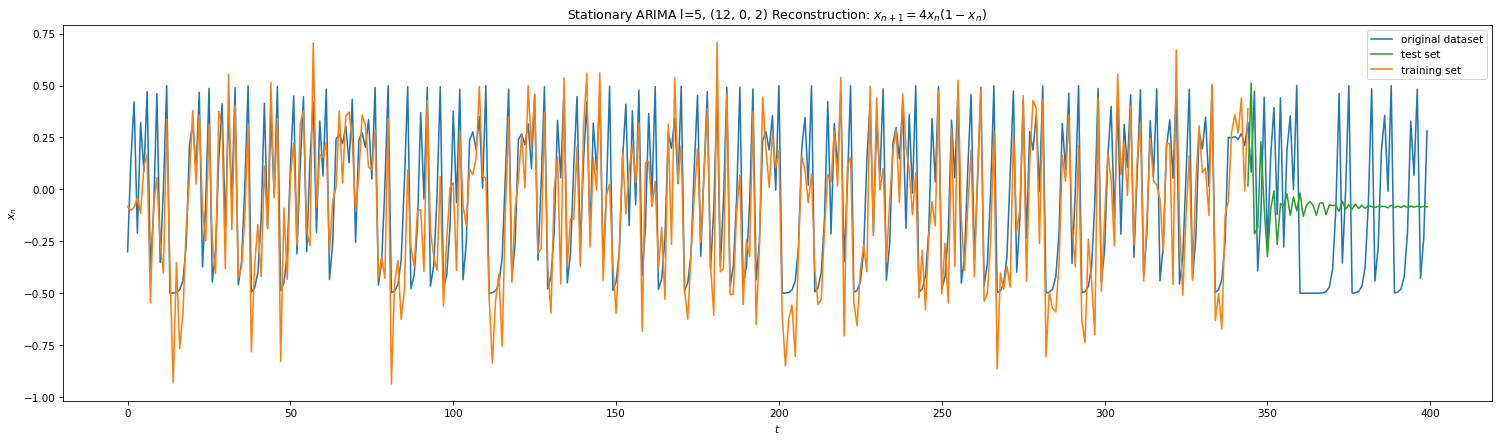 Stationary ARIMA l=5, (12, 0, 2) Reconstruction: $x_{n+1} = 4x_n(1 - x_n)$
original dataset
test set
training set
0.75
0.50
0.25
0.00
−0.25
−0.50
−0.75
−1.00
$x_n$
0 50 100 150 200 250 300 350 400
$t$